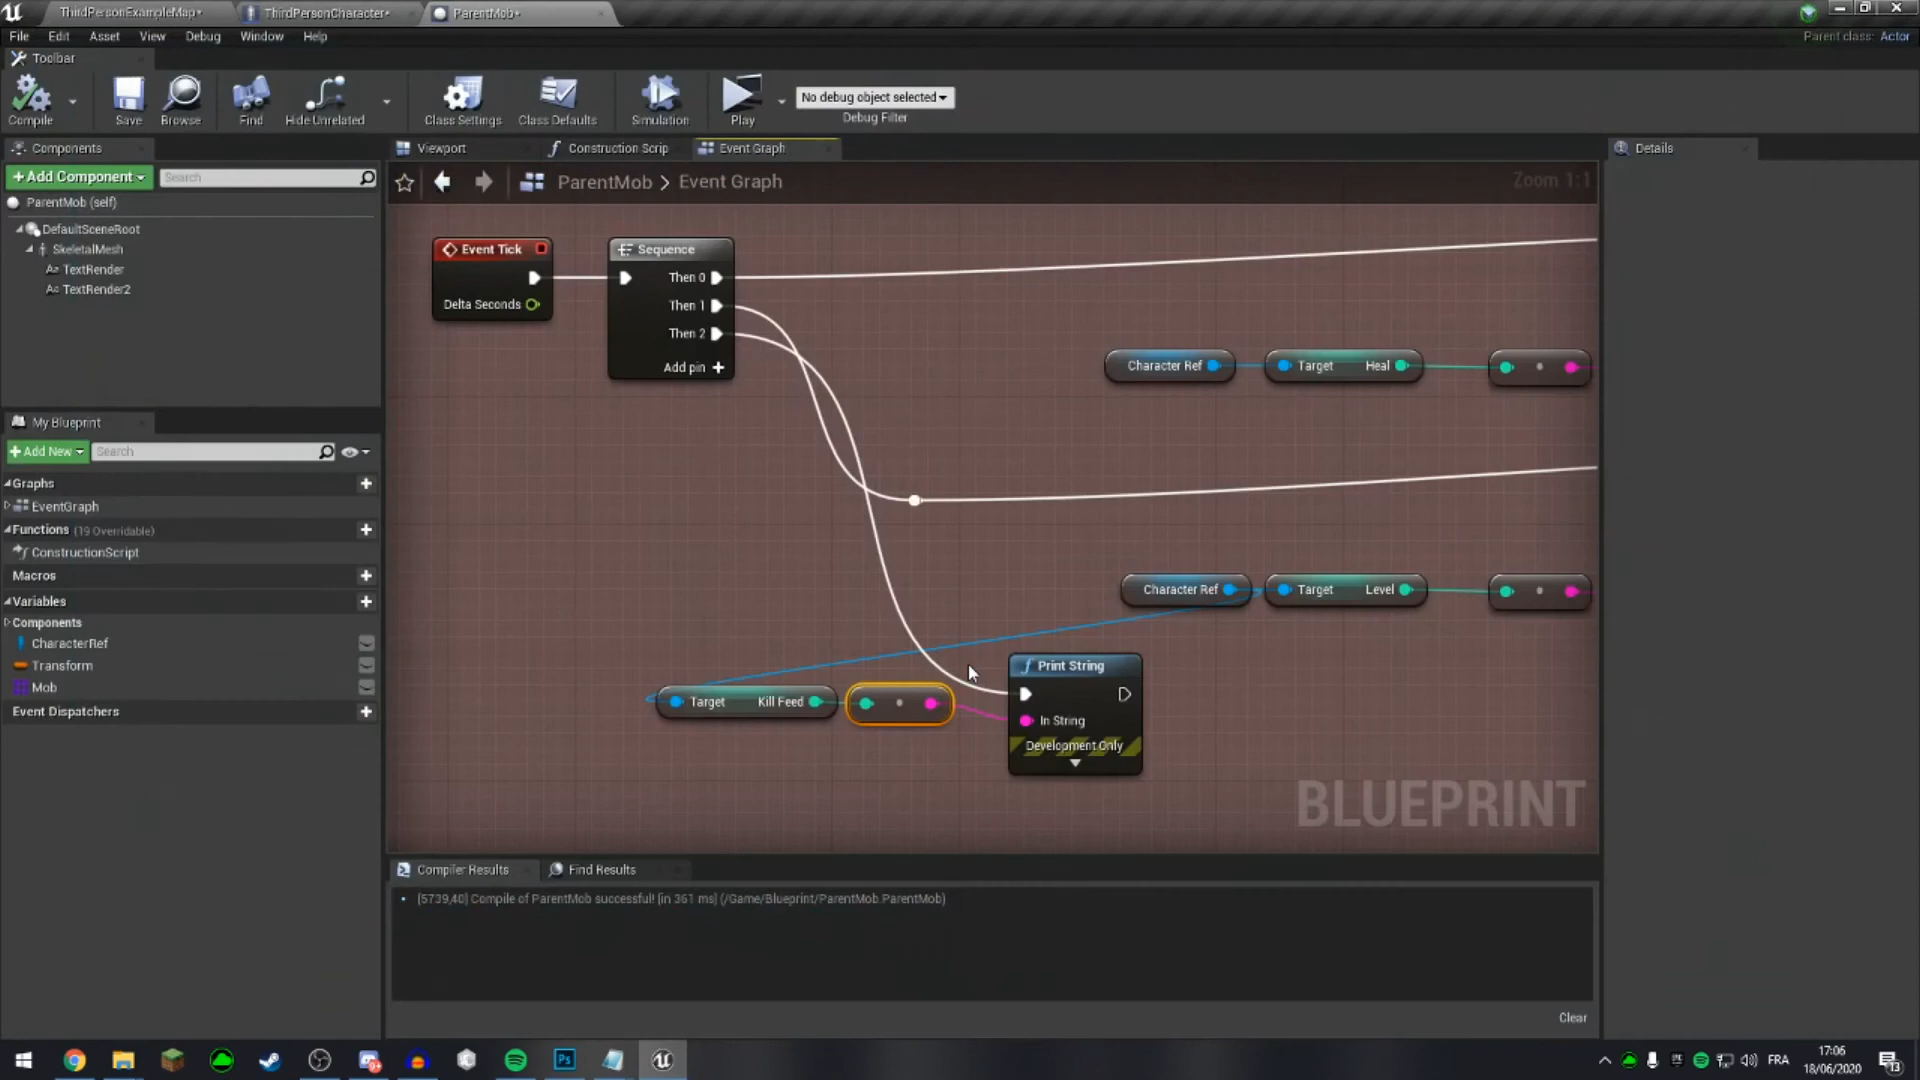 ThirdPersonExampleMap*
ThirdPersonCharacter*
ParentMob*
File Edit Asset View Debug Window Help
Parent class: Actor
Toolbar
Compile
Save
Browse
Find
Hide Unrelated
Class Settings
Class Defaults
Simulation
Play
No debug object selected
Debug Filter
Components
+Add Component
Search
ParentMob (self)
DefaultSceneRoot
SkeletalMesh
TextRender
TextRender2
My Blueprint
+Add New
Search
Graphs
EventGraph
Functions (19 Overridable)
ConstructionScript
Macros
Variables
Components
CharacterRef
Transform
Mob
Event Dispatchers
Viewport
Construction Scrip
Event Graph
ParentMob > Event Graph
Zoom 1:1
Event Tick
Delta Seconds
Sequence
Then 0
Then 1
Then 2
Add pin +
Character Ref
Target Heal
Character Ref
Target Level
Target Kill Feed
Print String
In String
Development Only
BLUEPRINT
Details
Compiler Results
Find Results
[5739,40] Compile of ParentMob successful! [in 361 ms] (/Game/Blueprint/ParentMob.ParentMob)
Clear
Ps
FRA
17:06
18/06/2020
13